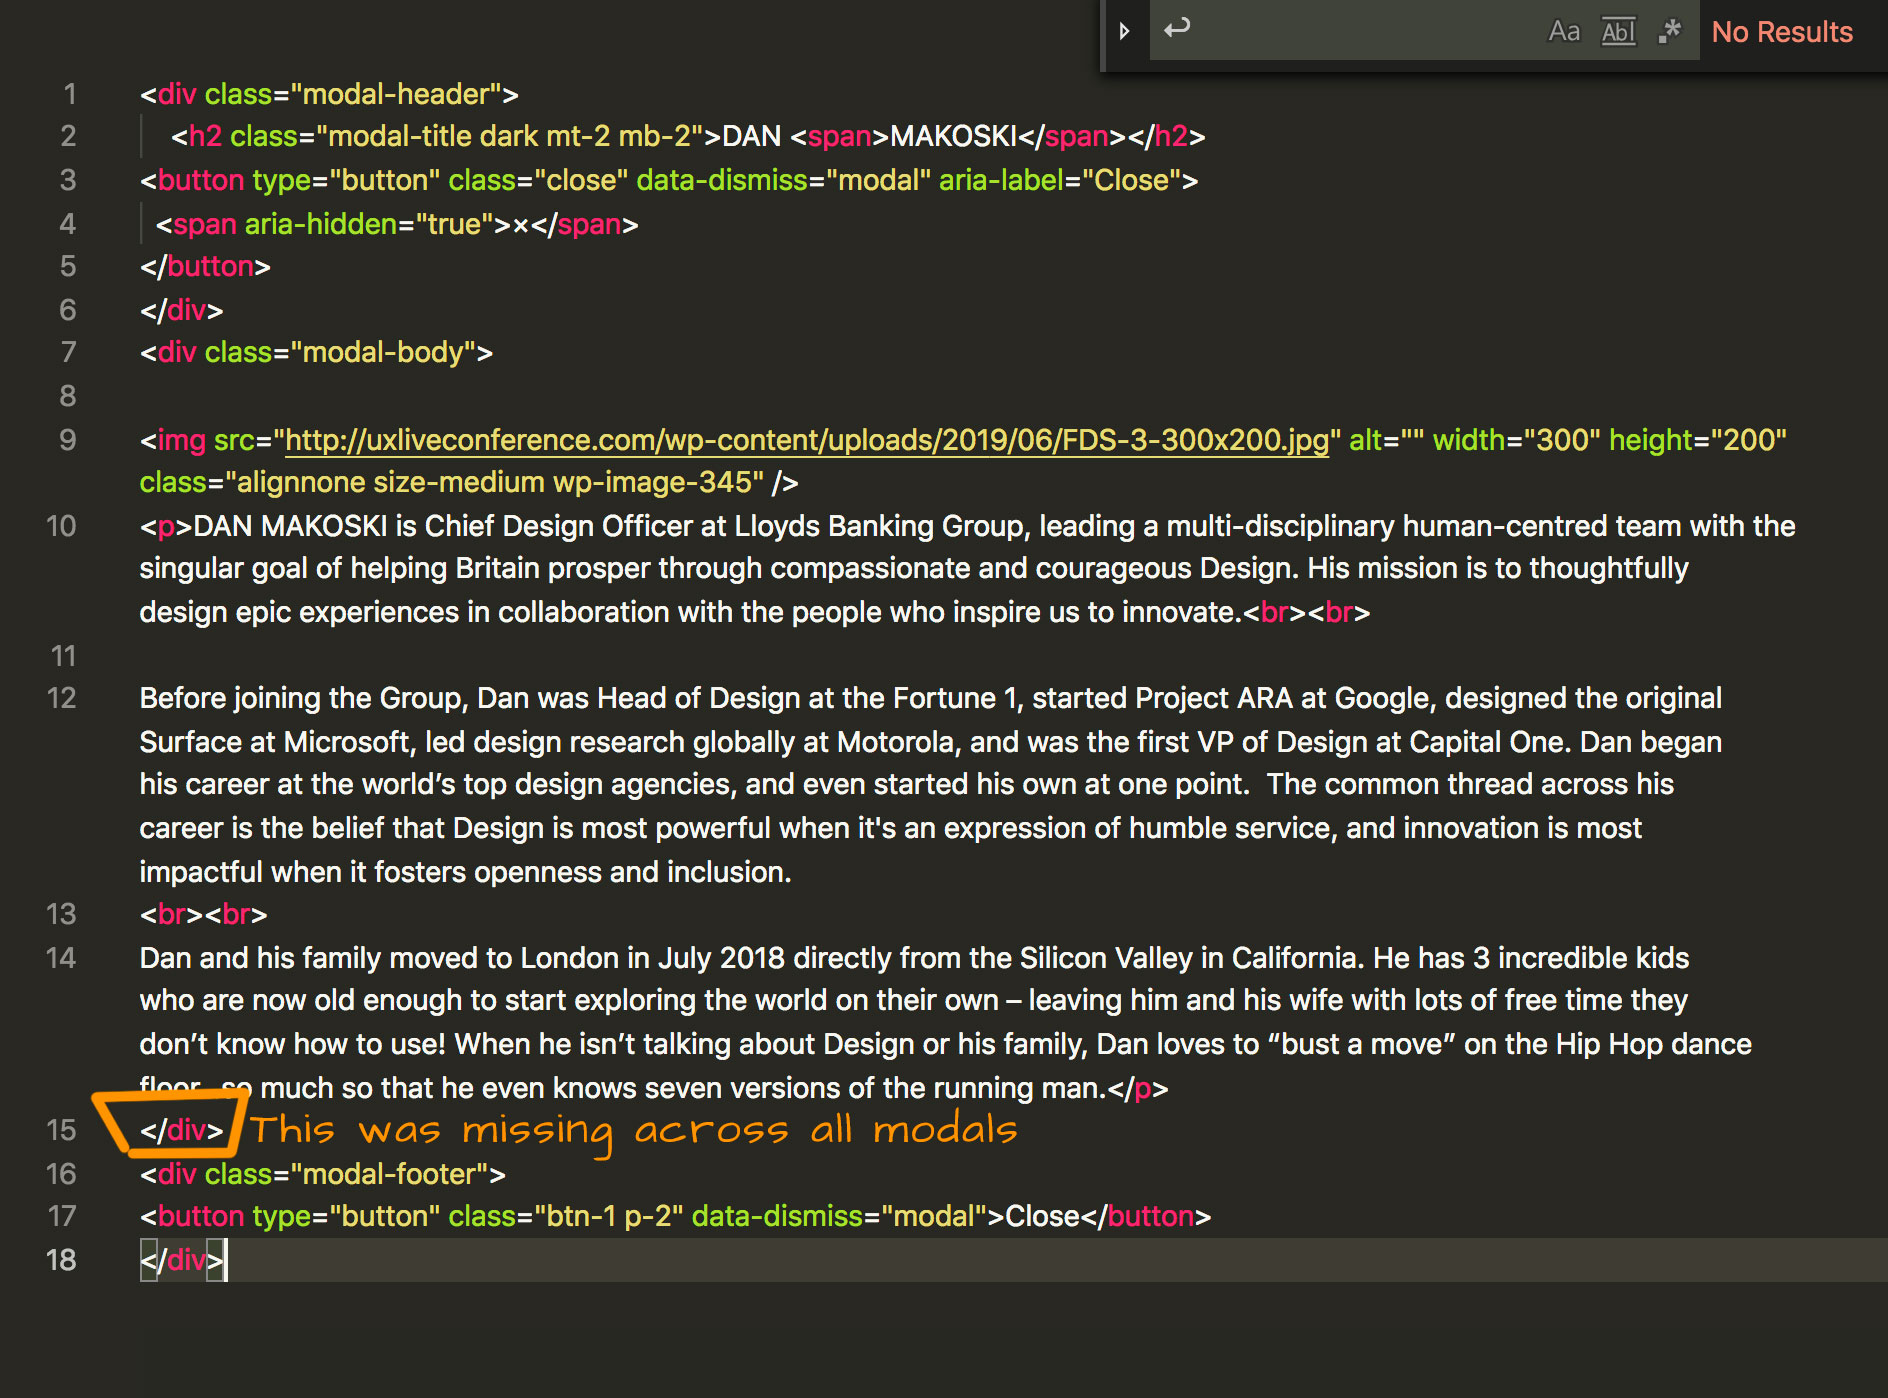 Aa Abl .* No Results
1 <div class="modal-header">
2 <h2 class="modal-title dark mt-2 mb-2">DAN <span>MAKOSKI</span></h2>
3 <button type="button" class="close" data-dismiss="modal" aria-label="Close">
4 <span aria-hidden="true">×</span>
5 </button>
6 </div>
7 <div class="modal-body">
8
9 <img src="http://uxliveconference.com/wp-content/uploads/2019/06/FDS-3-300x200.jpg" alt="" width="300" height="200"
class="alignnone size-medium wp-image-345" />
10 <p>DAN MAKOSKI is Chief Design Officer at Lloyds Banking Group, leading a multi-disciplinary human-centred team with the
singular goal of helping Britain prosper through compassionate and courageous Design. His mission is to thoughtfully
design epic experiences in collaboration with the people who inspire us to innovate.<br><br>
11
12 Before joining the Group, Dan was Head of Design at the Fortune 1, started Project ARA at Google, designed the original
Surface at Microsoft, led design research globally at Motorola, and was the first VP of Design at Capital One. Dan began
his career at the world’s top design agencies, and even started his own at one point.  The common thread across his
career is the belief that Design is most powerful when it's an expression of humble service, and innovation is most
impactful when it fosters openness and inclusion.
13 <br><br>
14 Dan and his family moved to London in July 2018 directly from the Silicon Valley in California. He has 3 incredible kids
who are now old enough to start exploring the world on their own – leaving him and his wife with lots of free time they
don’t know how to use! When he isn’t talking about Design or his family, Dan loves to “bust a move” on the Hip Hop dance
floor, so much so that he even knows seven versions of the running man.</p>
15 </div> This was missing across all modals
16 <div class="modal-footer">
17 <button type="button" class="btn-1 p-2" data-dismiss="modal">Close</button>
18 </div>